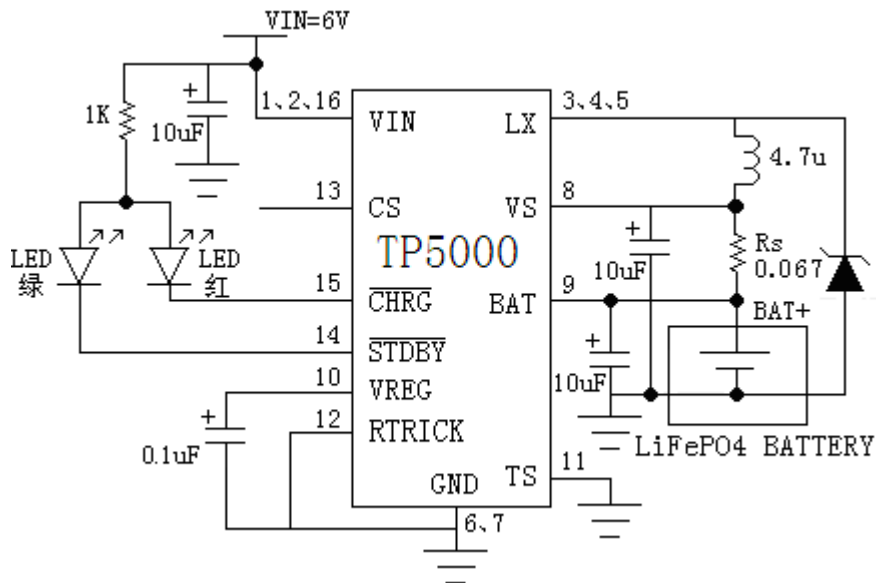 VIN=6V
1、2、16
3、4、5
1K
VIN
LX
10uF
4.7u
13
8
CS
VS
TP5000
Rs
0.067
LED
绿
LED
红
10uF
15
9
CHRG
BAT
BAT+
14
STDBY
10
VREG
10uF
12
RTRICK
0.1uF
LiFePO4 BATTERY
11
TS
GND
6、7